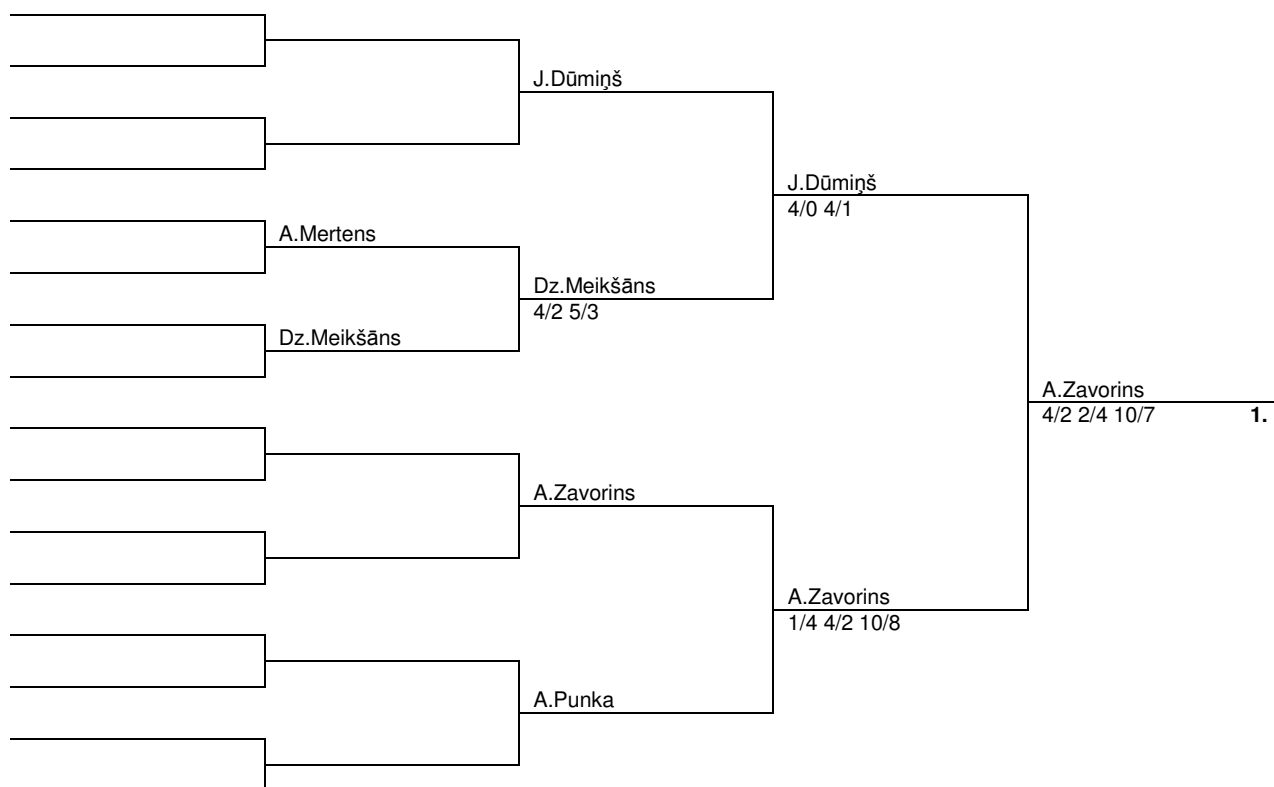 J.Dūmiņš
J.Dūmiņš
4/0 4/1
A.Mertens
Dz.Meikšāns
4/2 5/3
Dz.Meikšāns
A.Zavorins
4/2 2/4 10/7 1.
A.Zavorins
A.Zavorins
1/4 4/2 10/8
A.Punka